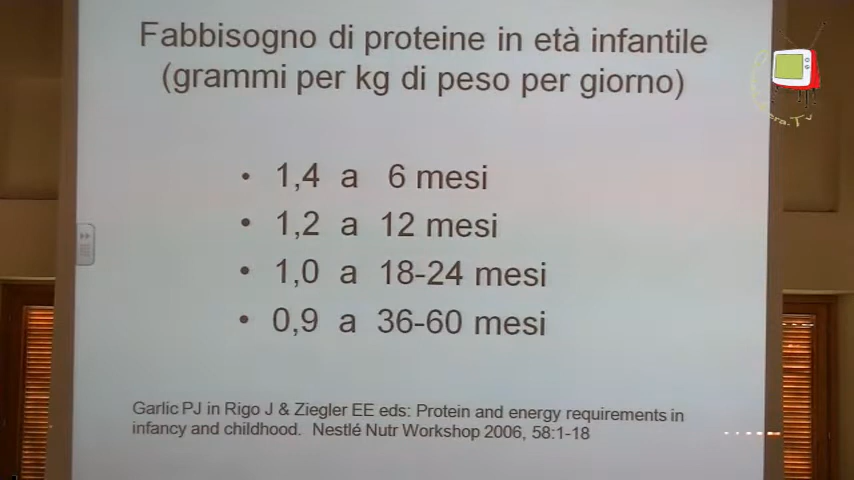 Fabbisogno di proteine in età infantile
(grammi per kg di peso per giorno)
• 1,4 a 6 mesi
• 1,2 a 12 mesi
• 1,0 a 18-24 mesi
• 0,9 a 36-60 mesi
Garlic PJ in Rigo J & Ziegler EE eds: Protein and energy requirements in
infancy and childhood. Nestlé Nutr Workshop 2006, 58:1-18